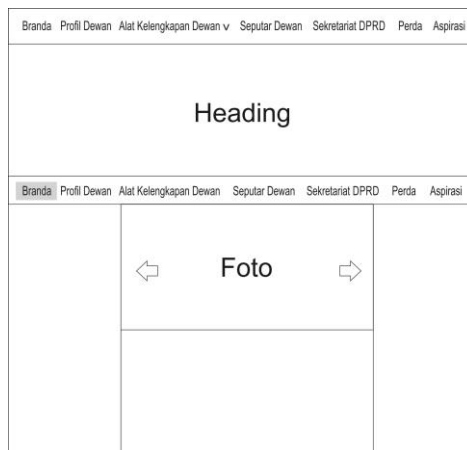 Branda Profil Dewan Alat Kelengkapan Dewan v Seputar Dewan Sekretariat DPRD Perda Aspirasi
Heading
Branda Profil Dewan Alat Kelengkapan Dewan Seputar Dewan Sekretariat DPRD Perda Aspirasi
Foto